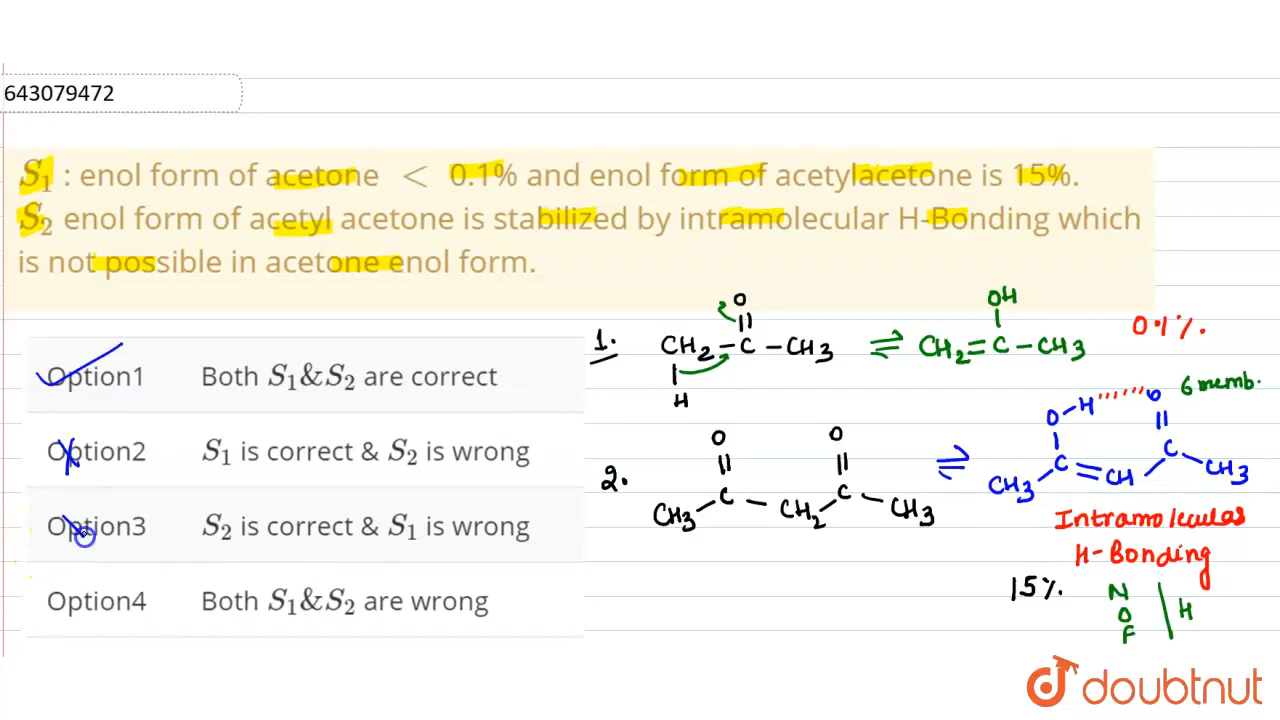 643079472
S₁ : enol form of acetone < 0.1% and enol form of acetylacetone is 15%.
S₂ enol form of acetyl acetone is stabilized by intramolecular H-Bonding which
is not possible in acetone enol form.
Option1 Both S₁&S₂ are correct
Option2 S₁ is correct & S₂ is wrong
Option3 S₂ is correct & S₁ is wrong
Option4 Both S₁&S₂ are wrong
1.
O
||
CH₂ – C – CH₃ ⇌ CH₂ = C – CH₃
|
H
OH
|
0.1%.
2.
O O
|| ||
CH₃ – C – CH₂ – C – CH₃ ⇌
O – H O
| ||
CH₃ – C = CH – C – CH₃
6 memb.
Intramolecular
H-Bonding
15%.
N
O | H
F
doubtnut